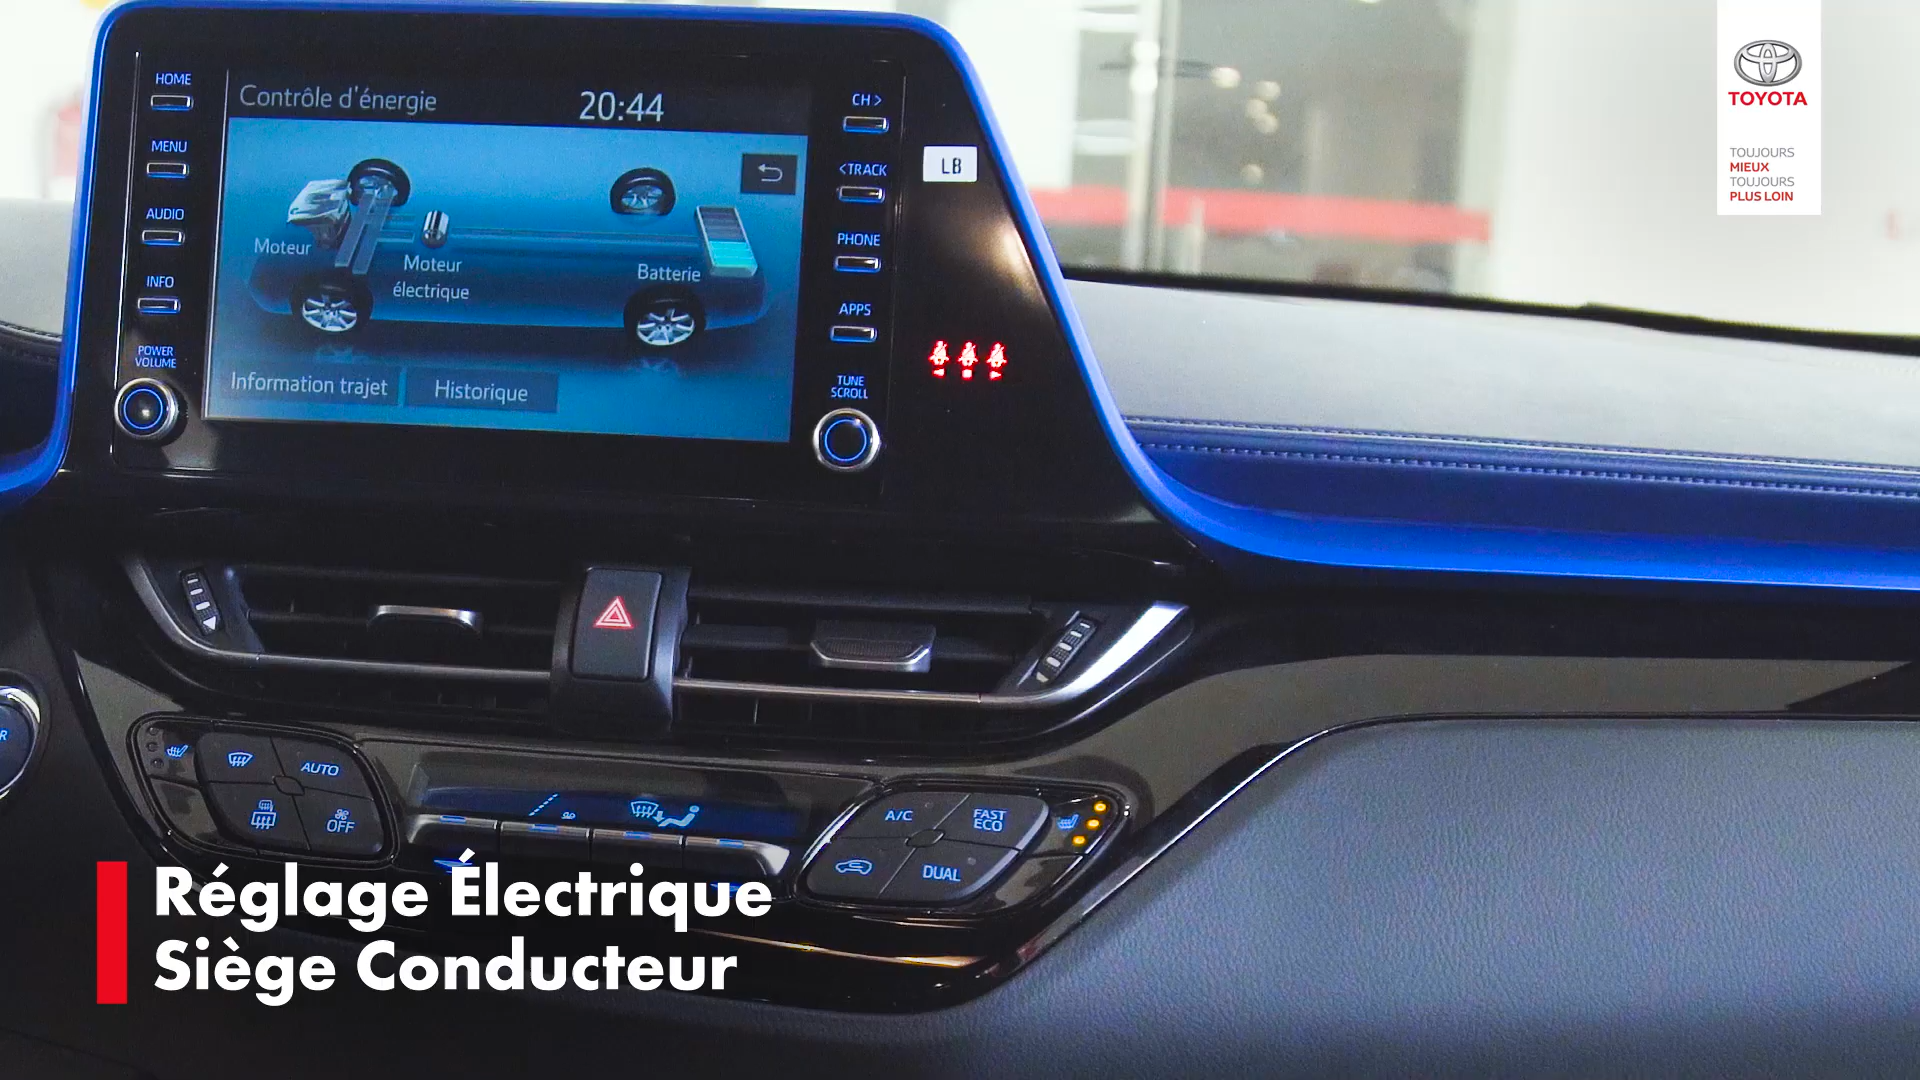 HOME
MENU
AUDIO
INFO
POWER
VOLUME
Contrôle d'énergie
20:44
Moteur
Moteur
électrique
Batterie
Information trajet
Historique
CH >
<TRACK
PHONE
APPS
TUNE
SCROLL
LB
TOYOTA
TOUJOURS
MIEUX
TOUJOURS
PLUS LOIN
R
AUTO
OFF
A/C
FAST
ECO
DUAL
Réglage Électrique
Siège Conducteur